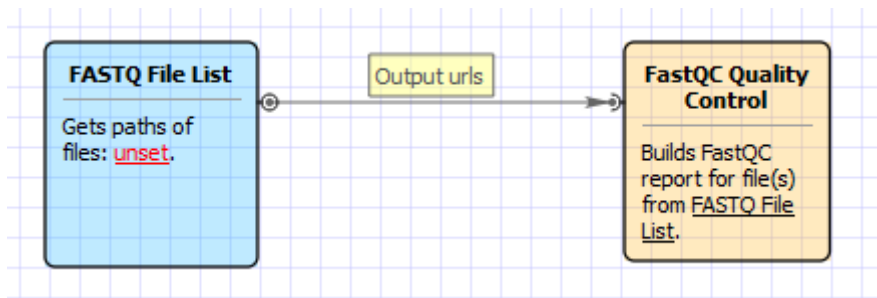 FASTQ File List
Gets paths of
files: unset.
Output urls
FastQC Quality
Control
Builds FastQC
report for file(s)
from FASTQ File
List.